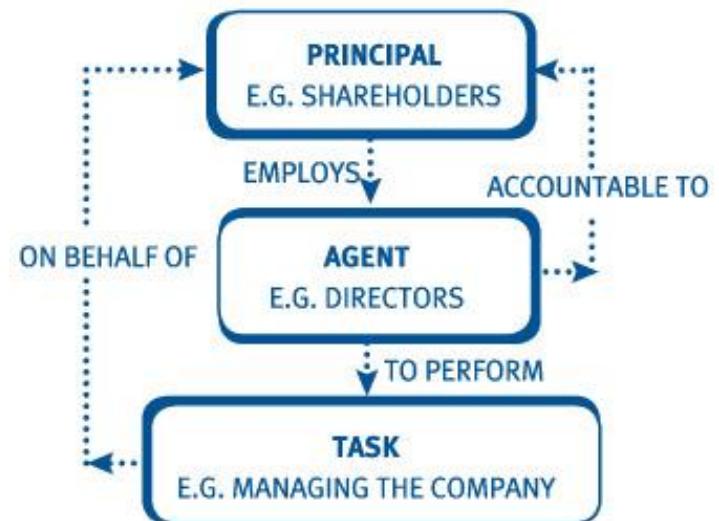 PRINCIPAL
E.G. SHAREHOLDERS
EMPLOYS
ACCOUNTABLE TO
ON BEHALF OF
AGENT
E.G. DIRECTORS
TO PERFORM
TASK
E.G. MANAGING THE COMPANY